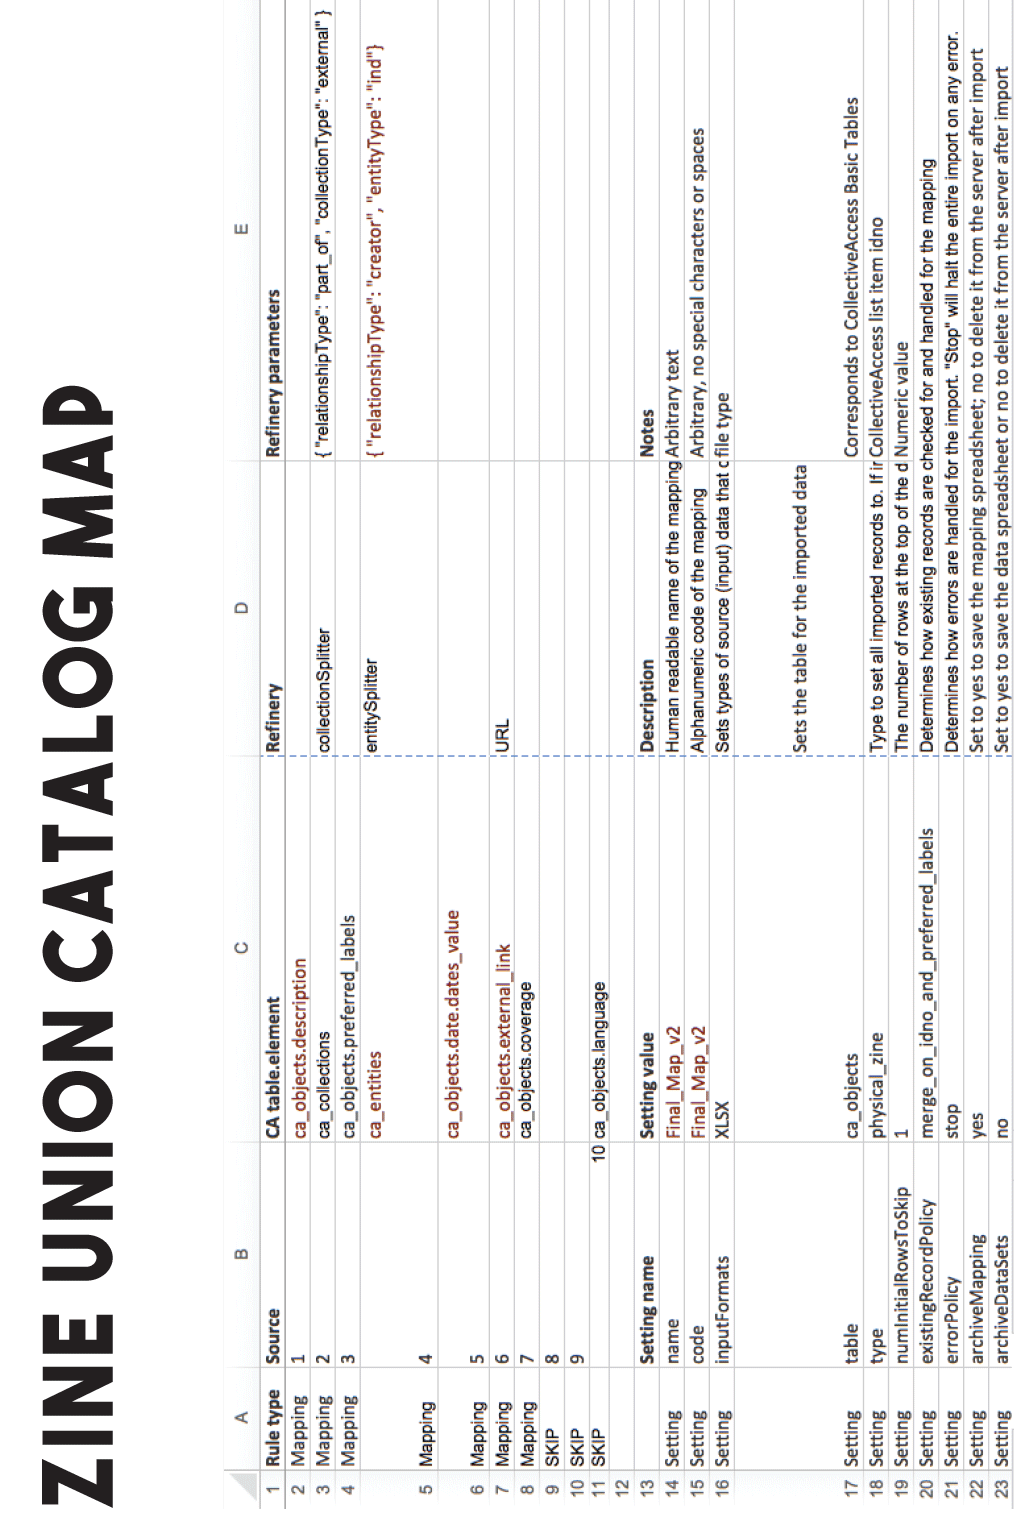 ZINE UNION CATALOG MAP
A B C D E
1 Rule type Source CA table.element Refinery Refinery parameters
2 Mapping 1 ca_objects.description
3 Mapping 2 ca_collections collectionSplitter { "relationshipType": "part_of", "collectionType": "external" }
4 Mapping 3 ca_objects.preferred_labels
5 Mapping 4 ca_entities entitySplitter { "relationshipType": "creator", "entityType": "ind"}
6 Mapping 5 ca_objects.date.dates_value
7 Mapping 6 ca_objects.external_link URL
8 Mapping 7 ca_objects.coverage
9 SKIP 8
10 SKIP 9
11 SKIP 10 ca_objects.language
12
13 Setting name Setting value Description Notes
14 Setting name Final_Map_v2 Human readable name of the mapping Arbitrary text
15 Setting code Final_Map_v2 Alphanumeric code of the mapping Arbitrary, no special characters or spaces
16 Setting inputFormats XLSX Sets types of source (input) data that c file type
17 Setting table ca_objects Sets the table for the imported data Corresponds to CollectiveAccess Basic Tables
18 Setting type physical_zine Type to set all imported records to. If ir CollectiveAccess list item idno
19 Setting numInitialRowsToSkip 1 The number of rows at the top of the d Numeric value
20 Setting existingRecordPolicy merge_on_idno_and_preferred_labels Determines how existing records are checked for and handled for the mapping
21 Setting errorPolicy stop Determines how errors are handled for the import. "Stop" will halt the entire import on any error.
22 Setting archiveMapping yes Set to yes to save the mapping spreadsheet; no to delete it from the server after import
23 Setting archiveDataSets no Set to yes to save the data spreadsheet or no to delete it from the server after import